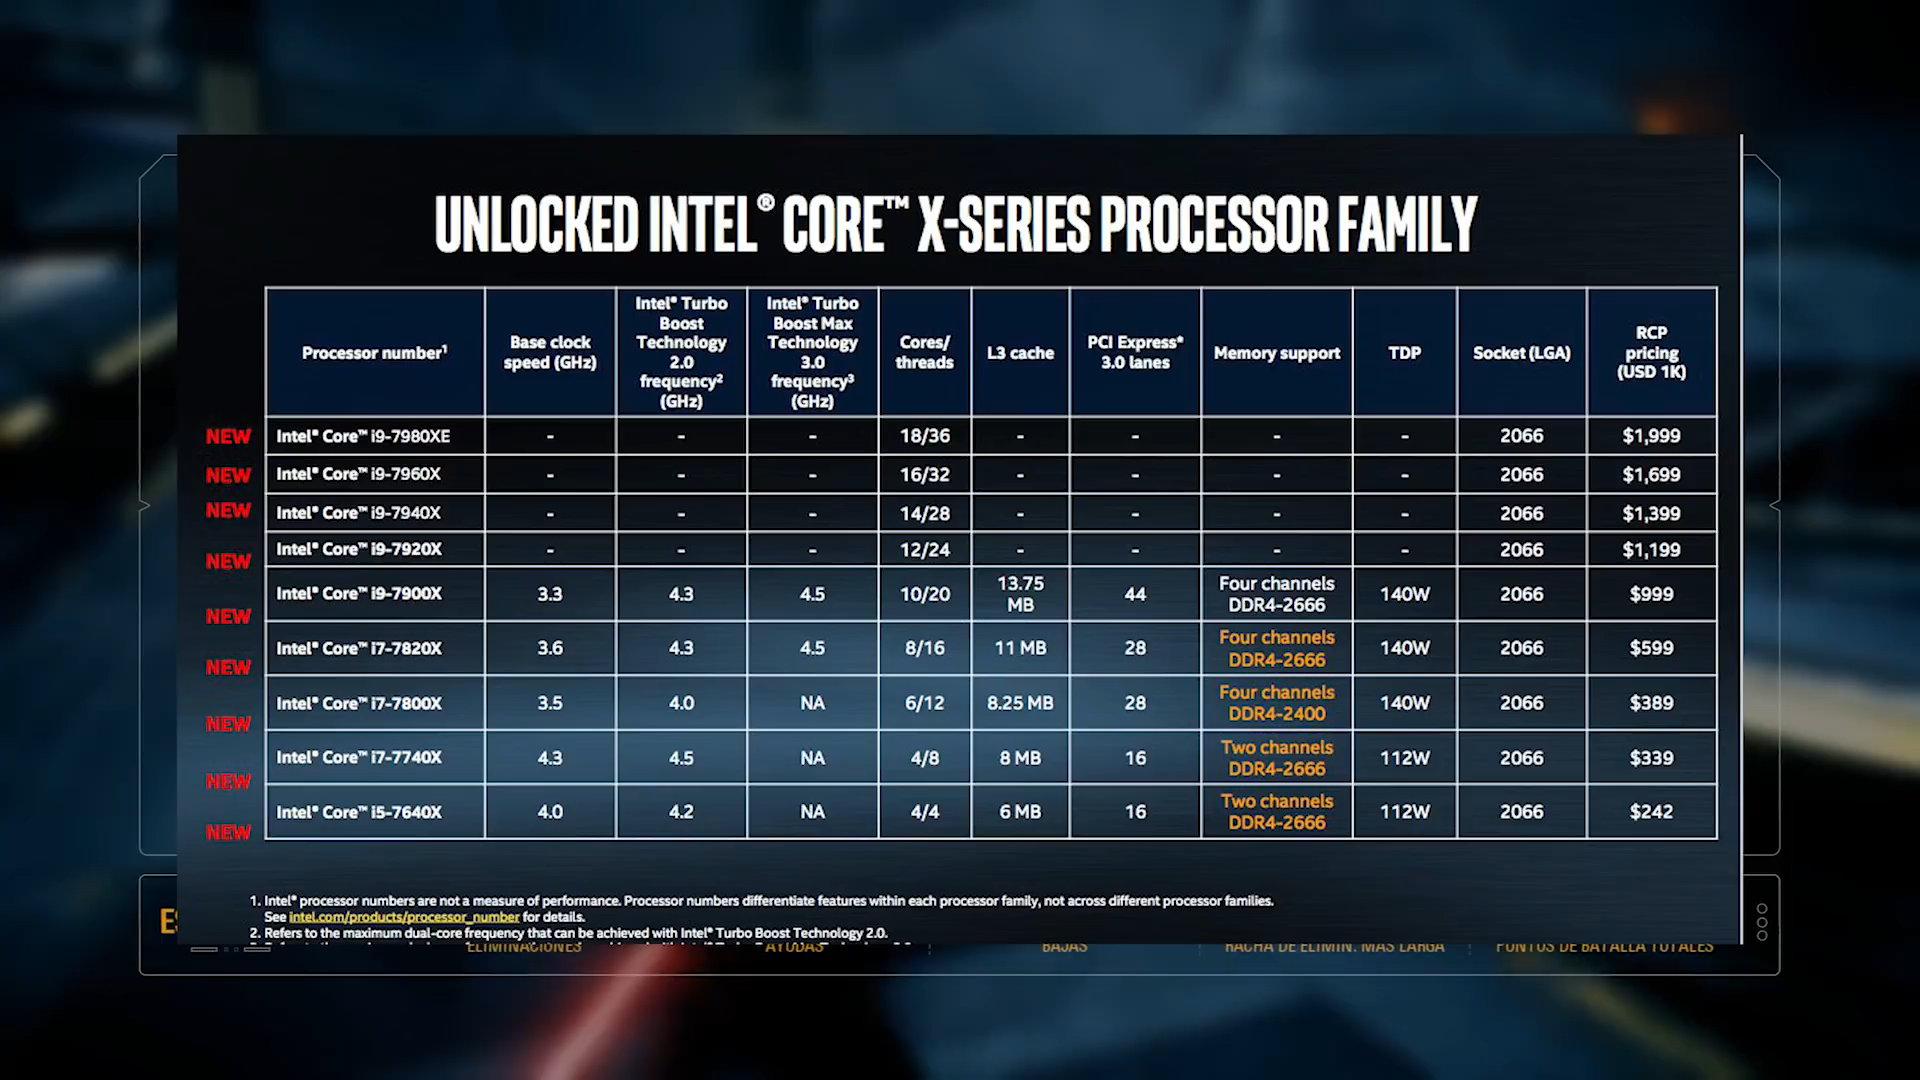 UNLOCKED INTEL® CORE™ X-SERIES PROCESSOR FAMILY
Processor number¹ Base clock speed (GHz) Intel® Turbo Boost Technology 2.0 frequency² (GHz) Intel® Turbo Boost Max Technology 3.0 frequency³ (GHz) Cores/ threads L3 cache PCI Express* 3.0 lanes Memory support TDP Socket (LGA) RCP pricing (USD 1K)
NEW Intel® Core™ i9-7980XE - - - 18/36 - - - - 2066 $1,999
NEW Intel® Core™ i9-7960X - - - 16/32 - - - - 2066 $1,699
NEW Intel® Core™ i9-7940X - - - 14/28 - - - - 2066 $1,399
NEW Intel® Core™ i9-7920X - - - 12/24 - - - - 2066 $1,199
NEW Intel® Core™ i9-7900X 3.3 4.3 4.5 10/20 13.75 MB 44 Four channels DDR4-2666 140W 2066 $999
NEW Intel® Core™ i7-7820X 3.6 4.3 4.5 8/16 11 MB 28 Four channels DDR4-2666 140W 2066 $599
NEW Intel® Core™ i7-7800X 3.5 4.0 NA 6/12 8.25 MB 28 Four channels DDR4-2400 140W 2066 $389
NEW Intel® Core™ i7-7740X 4.3 4.5 NA 4/8 8 MB 16 Two channels DDR4-2666 112W 2066 $339
NEW Intel® Core™ i5-7640X 4.0 4.2 NA 4/4 6 MB 16 Two channels DDR4-2666 112W 2066 $242
1. Intel® processor numbers are not a measure of performance. Processor numbers differentiate features within each processor family, not across different processor families.
See intel.com/products/processor_number for details.
2. Refers to the maximum dual-core frequency that can be achieved with Intel® Turbo Boost Technology 2.0.
ELIMINACIONES AYUDAS BAJAS RACHA DE ELIMIN. MÁS LARGA PUNTOS DE BATALLA TOTALES